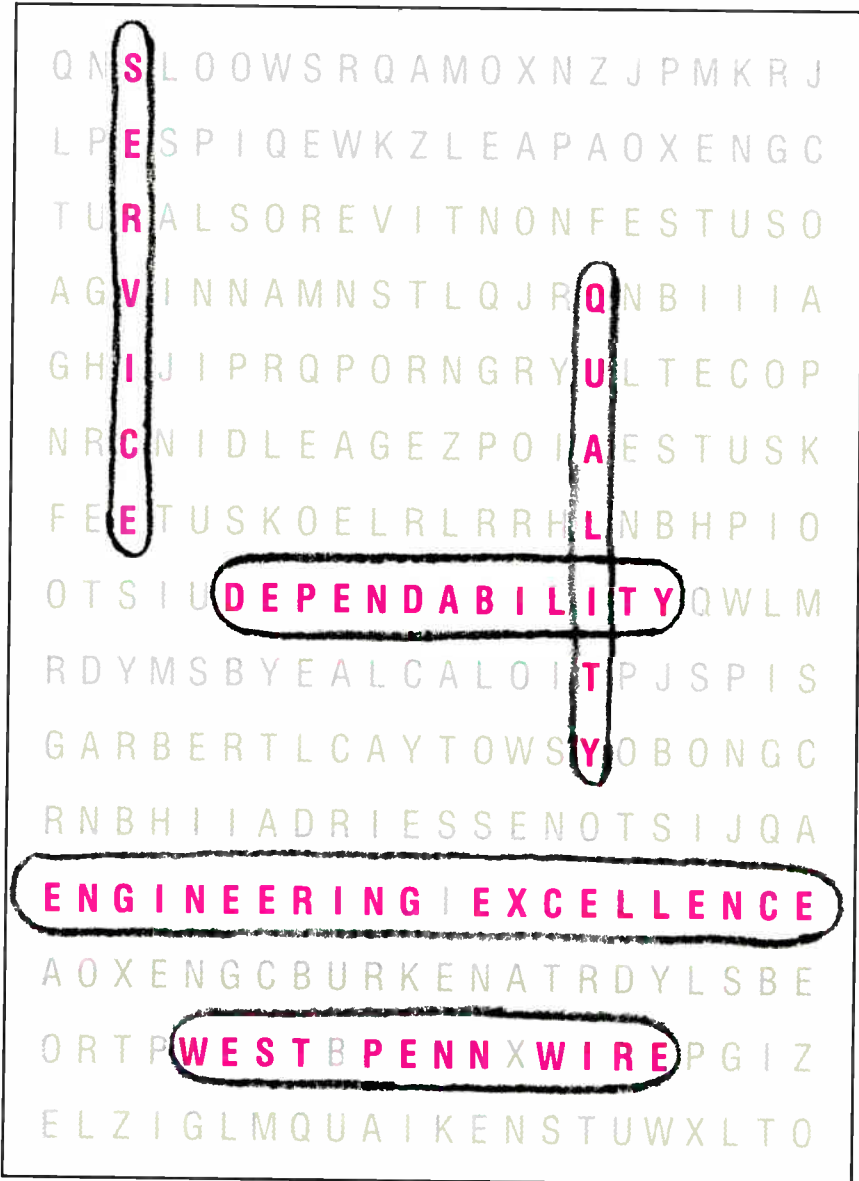 Q N S L O O W S R Q A M O X N Z J P M K R J
L P E S P I Q E W K Z L E A P A O X E N G C
T U R A L S O R E V I T N O N F E S T U S O
A G V I N N A M N S T L Q J R Q N B I I I A
G H I J I P R Q P O R N G R Y U L T E C O P
N R C N I D L E A G E Z P O I A E S T U S K
F E E T U S K O E L R L R R H L N B H P I O
O T S I U D E P E N D A B I L I T Y Q W L M
R D Y M S B Y E A L C A L O I T P J S P I S
G A R B E R T L C A Y T O W S Y O B O N G C
R N B H I I A D R I E S S E N O T S I J Q A
E N G I N E E R I N G I E X C E L L E N C E
A O X E N G C B U R K E N A T R D Y L S B E
O R T P W E S T B P E N N X W I R E P G I Z
E L Z I G L M Q U A I K E N S T U W X L T O